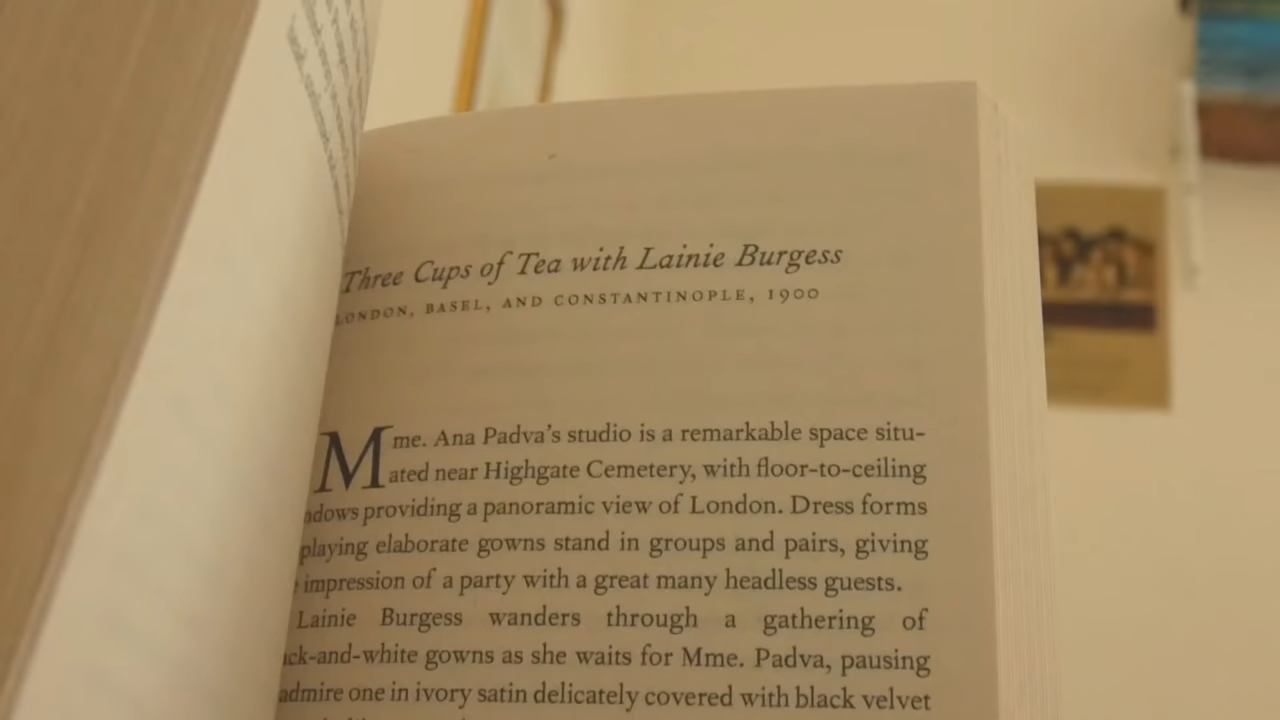 Three Cups of Tea with Lainie Burgess
LONDON, BASEL, AND CONSTANTINOPLE, 1900
Mme. Ana Padva's studio is a remarkable space situ-
ated near Highgate Cemetery, with floor-to-ceiling
ndows providing a panoramic view of London. Dress forms
playing elaborate gowns stand in groups and pairs, giving
impression of a party with a great many headless guests.
Lainie Burgess wanders through a gathering of
ck-and-white gowns as she waits for Mme. Padva, pausing
admire one in ivory satin delicately covered with black velvet